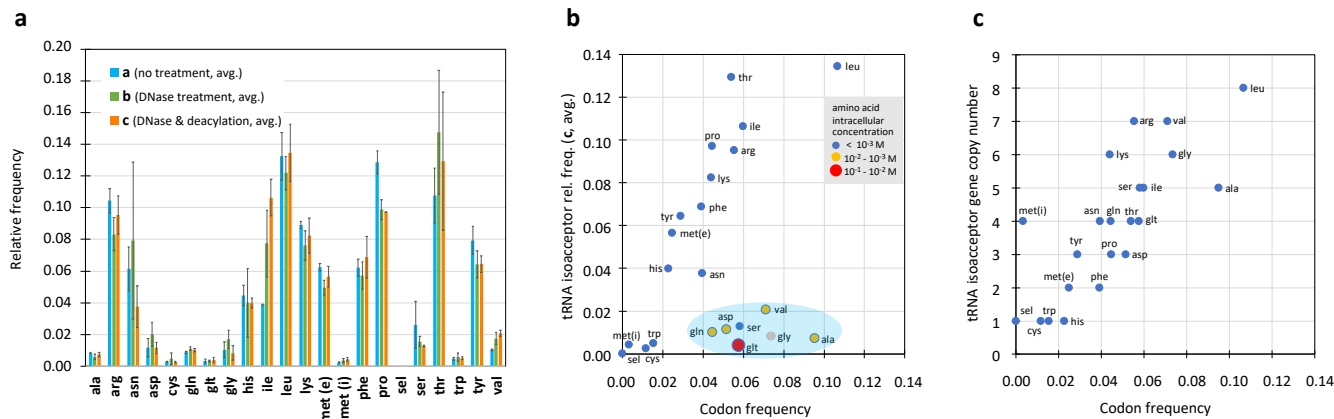 a
Relative frequency
0.20
0.18
0.16
0.14
0.12
0.10
0.08
0.06
0.04
0.02
0.00
a (no treatment, avg.)
b (DNase treatment, avg.)
c (DNase & deacylation, avg.)
ala
arg
asn
asp
cys
gln
glt
gly
his
ile
leu
lys
met (e)
met (i)
phe
pro
sel
ser
thr
trp
tyr
val
b
tRNA isoacceptor rel. freq. (c, avg.)
0.14
0.12
0.10
0.08
0.06
0.04
0.02
0.00
leu
thr
ile
pro
arg
lys
phe
tyr
met(e)
his
asn
val
asp
gln
ser
gly
ala
glt
met(i)
trp
sel
cys
amino acid
intracellular
concentration
< 10-3 M
10-2 - 10-3 M
10-1 - 10-2 M
0.00 0.02 0.04 0.06 0.08 0.10 0.12 0.14
Codon frequency
c
tRNA isoacceptor gene copy number
9
8
7
6
5
4
3
2
1
0
leu
arg
val
lys
gly
ser
ile
ala
met(i)
asn
gln
thr
glt
tyr
pro
asp
met(e)
phe
sel
cys
trp
his
0.00 0.02 0.04 0.06 0.08 0.10 0.12 0.14
Codon frequency